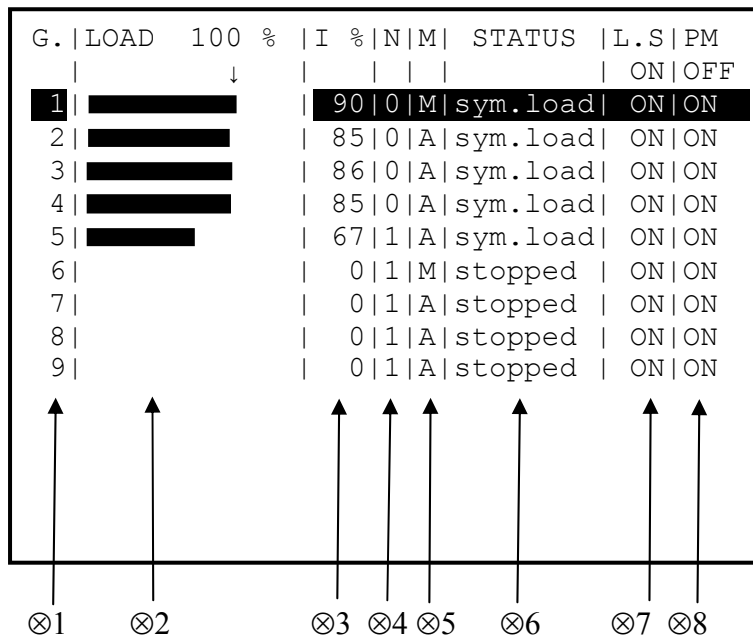 G.|LOAD 100 % |I %|N|M| STATUS |L.S|PM
| ↓ | | | | | ON|OFF
1| | 90|0|M|sym.load| ON|ON
2| | 85|0|A|sym.load| ON|ON
3| | 86|0|A|sym.load| ON|ON
4| | 85|0|A|sym.load| ON|ON
5| | 67|1|A|sym.load| ON|ON
6| | 0|1|M|stopped | ON|ON
7| | 0|1|A|stopped | ON|ON
8| | 0|1|A|stopped | ON|ON
9| | 0|1|A|stopped | ON|ON
⊗1 ⊗2 ⊗3 ⊗4 ⊗5 ⊗6 ⊗7 ⊗8